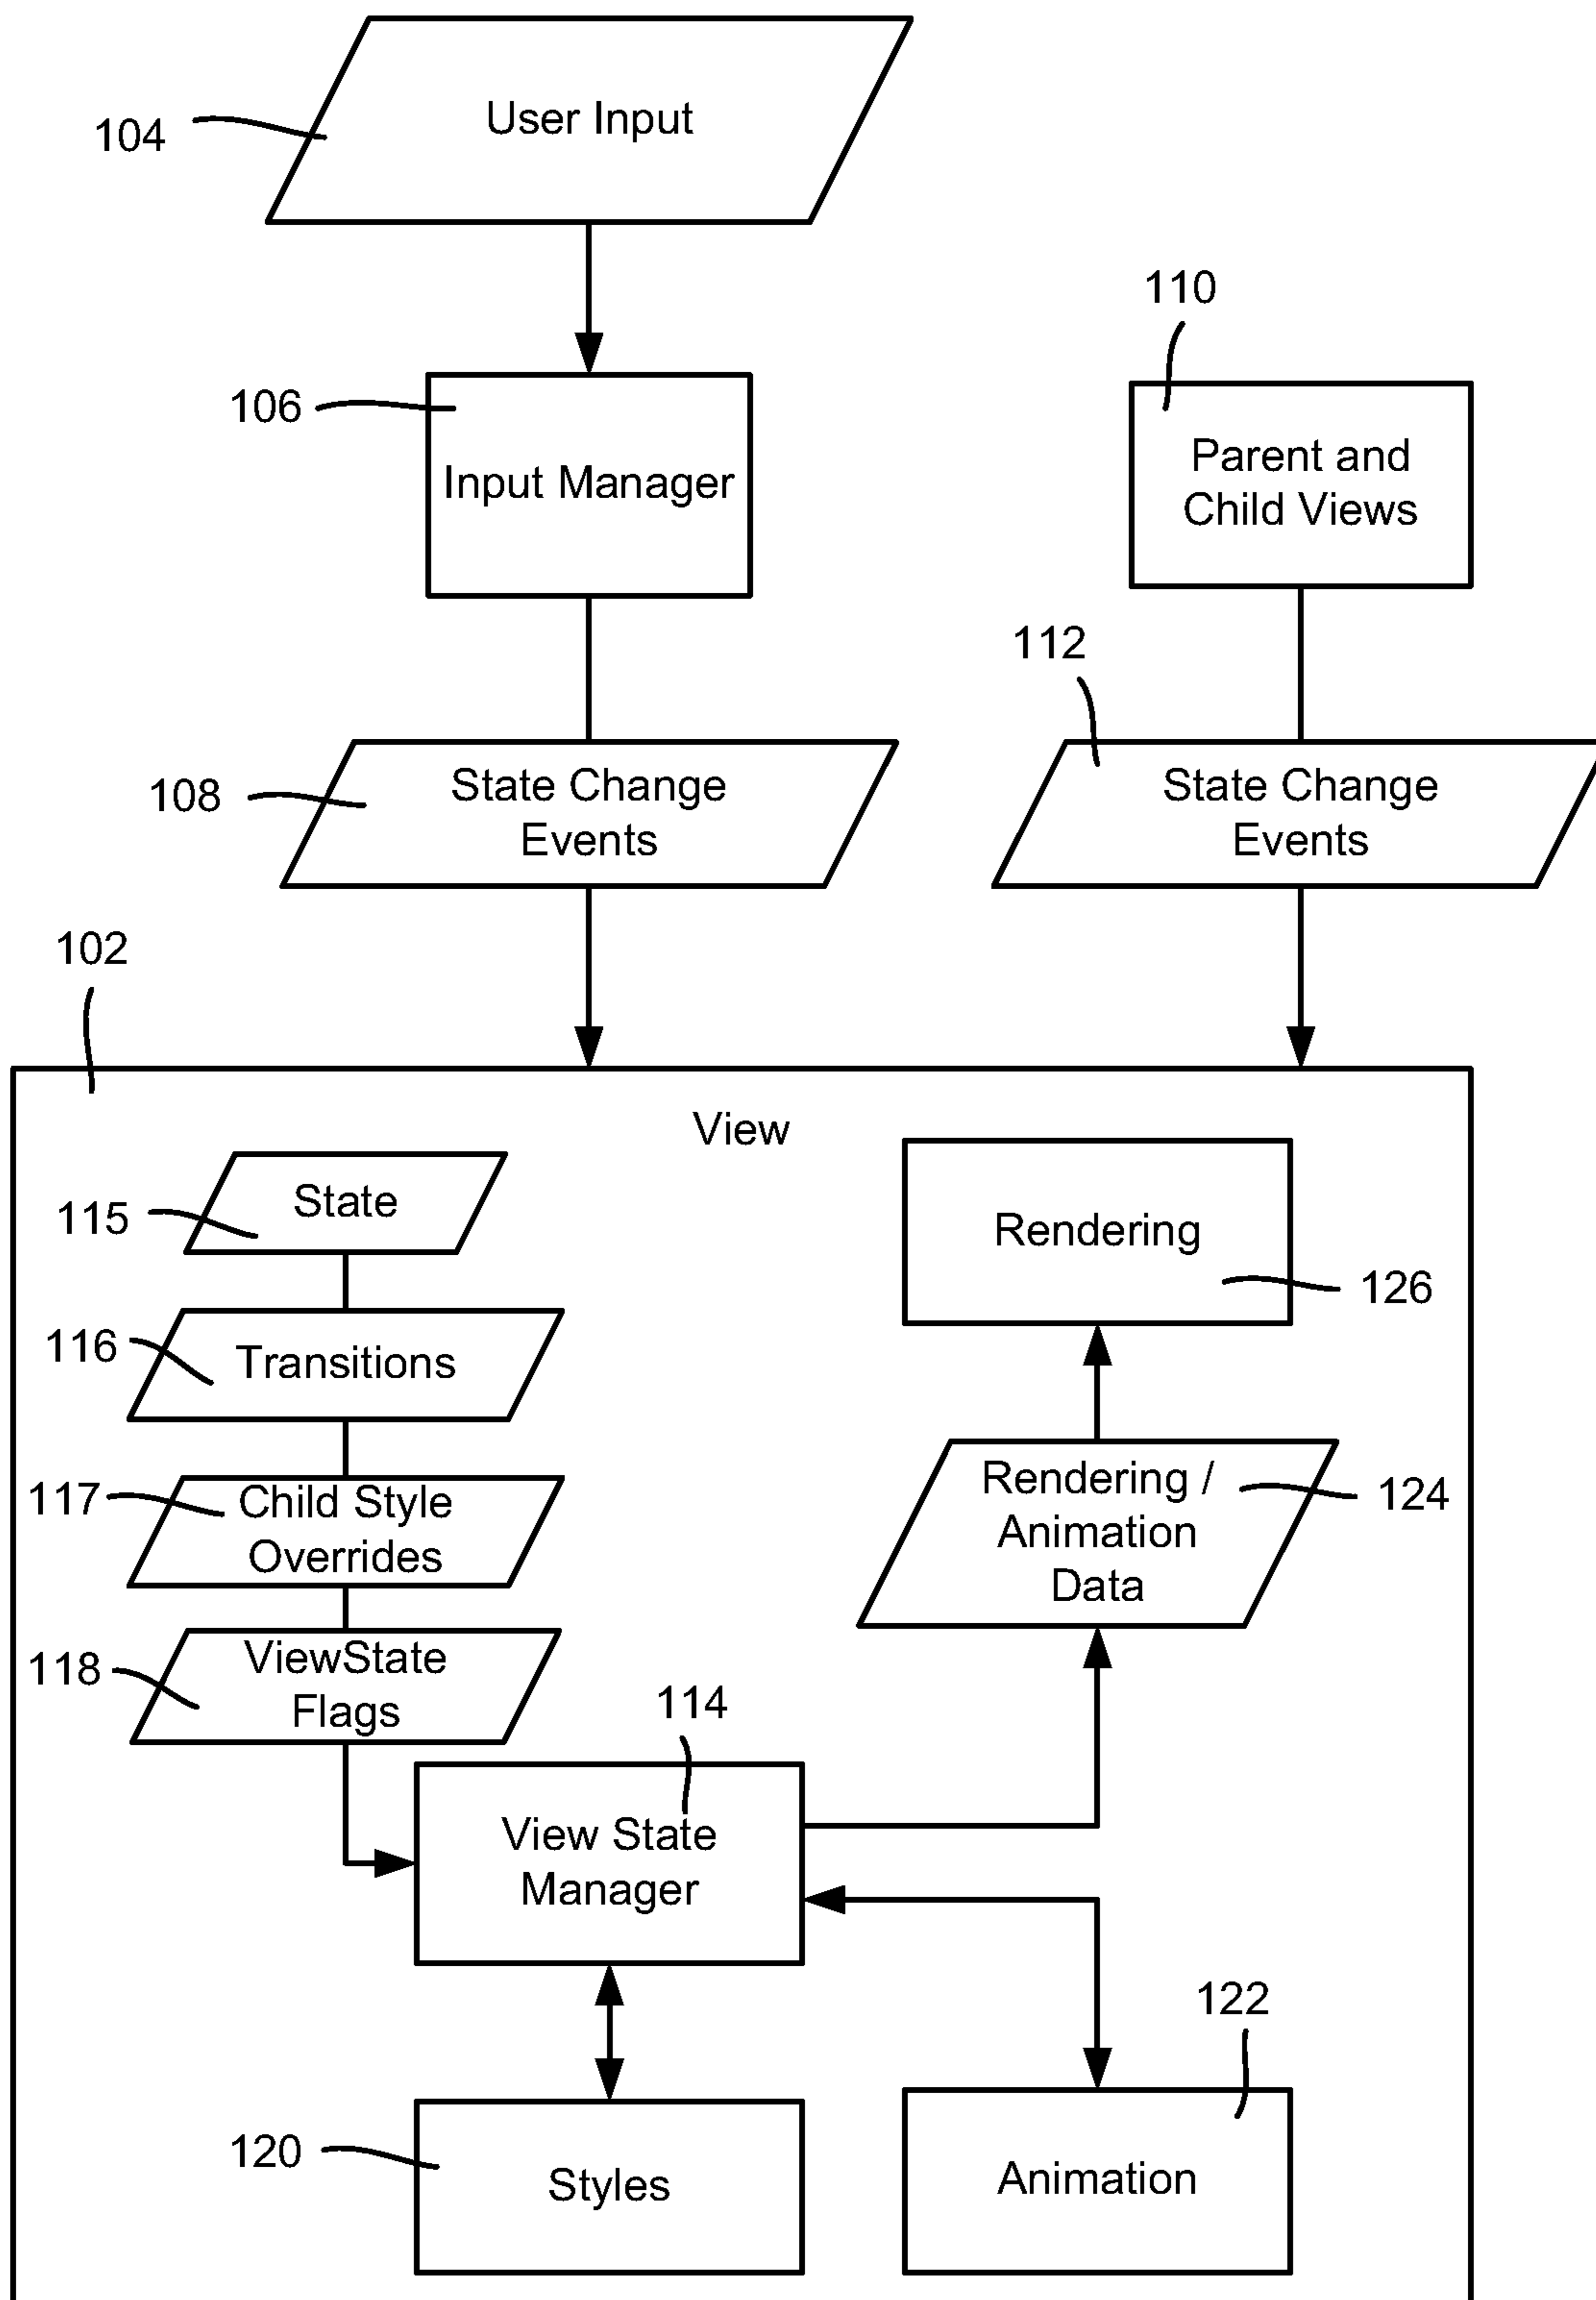 User Input
104
110
106
Input Manager
Parent and
Child Views
112
108
State Change
Events
State Change
Events
102
View
State
115
Rendering
126
116
Transitions
117
Child Style
Overrides
Rendering /
Animation
Data
124
118
ViewState
Flags
114
View State
Manager
122
120
Styles
Animation